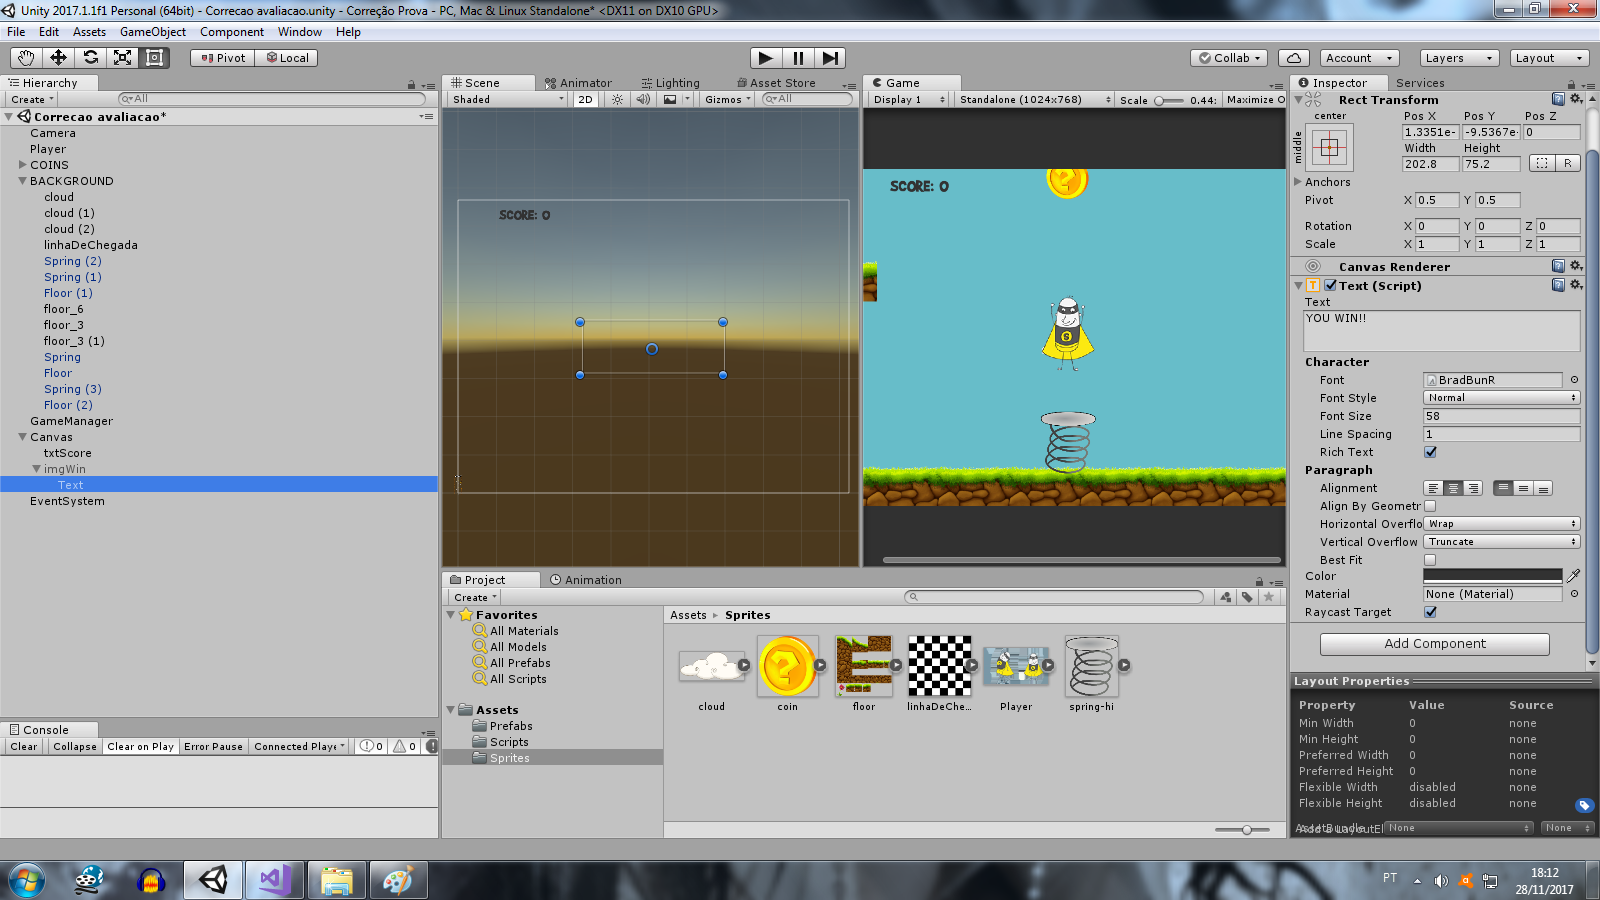 Unity 2017.1.1f1 Personal (64bit) - Correcao avaliacao.unity - Correção Prova - PC, Mac & Linux Standalone* <DX11 on DX10 GPU>
File Edit Assets GameObject Component Window Help
Pivot Local Collab Account Layers Layout
Hierarchy
Create All
Correcao avaliacao*
Camera
Player
COINS
BACKGROUND
cloud
cloud (1)
cloud (2)
linhaDeChegada
Spring (2)
Spring (1)
Floor (1)
floor_6
floor_3
floor_3 (1)
Spring
Floor
Spring (3)
Floor (2)
GameManager
Canvas
txtScore
imgWin
Text
EventSystem
Console
Clear Collapse Clear on Play Error Pause Connected Playe 0 0
Scene Animator Lighting Asset Store
Shaded 2D Gizmos All
SCORE: 0
Game
Display 1 Standalone (1024x768) Scale 0.44: Maximize O
SCORE: 0
Project Animation
Create
Favorites
All Materials
All Models
All Prefabs
All Scripts
Assets
Prefabs
Scripts
Sprites
Assets Sprites
cloud coin floor linhaDeChe... Player spring-hi
Inspector Services
Rect Transform
center
middle
Pos X Pos Y Pos Z
1.3351e- -9.5367e- 0
Width Height
202.8 75.2 R
Anchors
Pivot X 0.5 Y 0.5
Rotation X 0 Y 0 Z 0
Scale X 1 Y 1 Z 1
Canvas Renderer
Text (Script)
Text
YOU WIN!!
Character
Font BradBunR
Font Style Normal
Font Size 58
Line Spacing 1
Rich Text
Paragraph
Alignment
Align By Geometr
Horizontal Overflo Wrap
Vertical Overflow Truncate
Best Fit
Color
Material None (Material)
Raycast Target
Add Component
Layout Properties
Property Value Source
Min Width 0 none
Min Height 0 none
Preferred Width 0 none
Preferred Height 0 none
Flexible Width disabled none
Flexible Height disabled none
None None
PT
18:12
28/11/2017